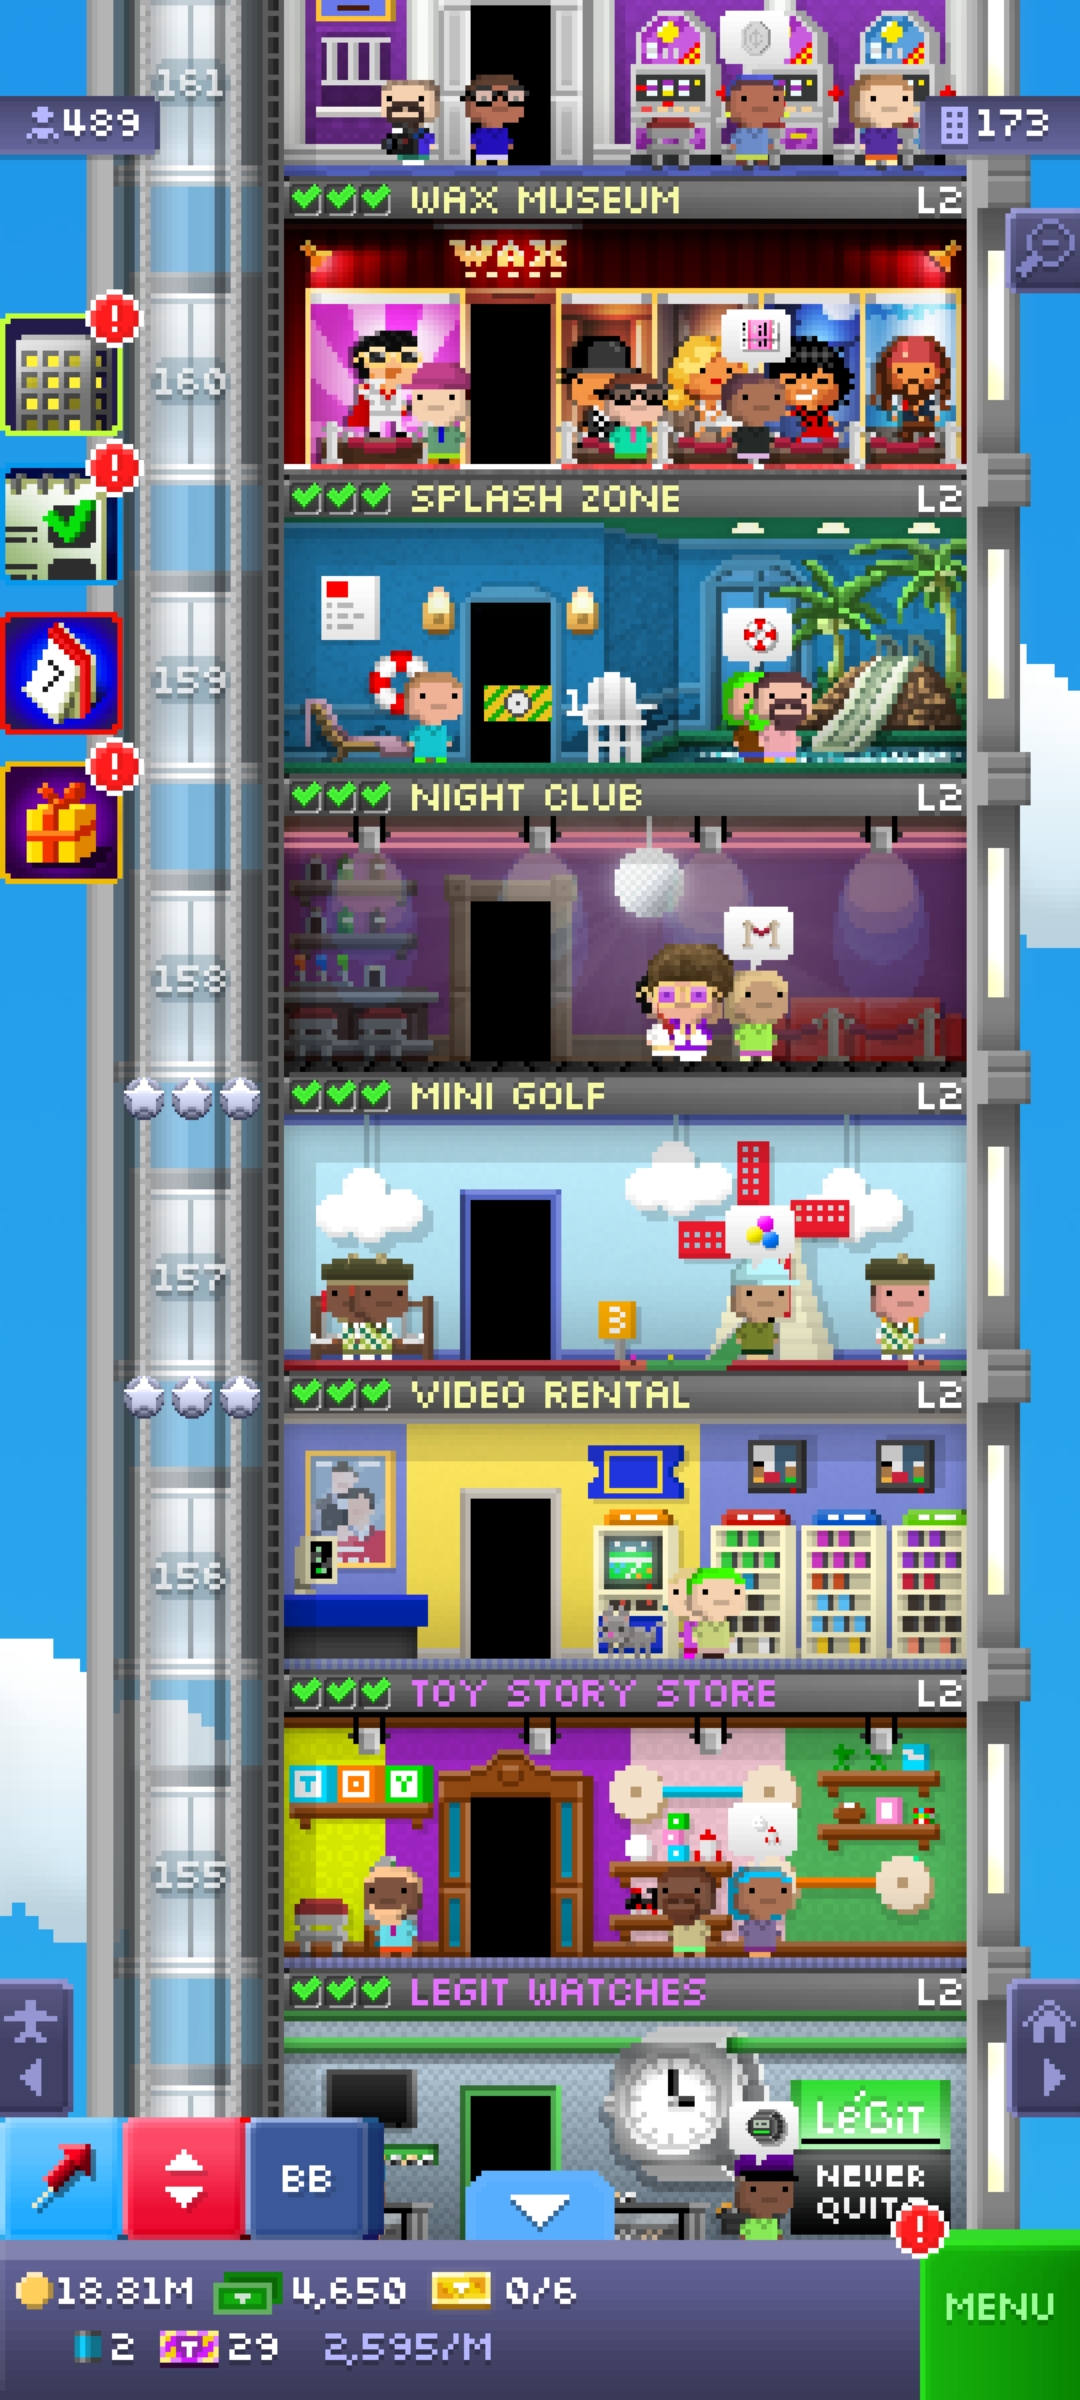 161
489
173
WAX MUSEUM L2
WAX
160
SPLASH ZONE L2
159
NIGHT CLUB L2
158
MINI GOLF L2
3
157
VIDEO RENTAL L2
156
TOY STORY STORE L2
TOY
155
LEGIT WATCHES L2
LéGiT
NEVER
QUIT
BB
18.81M 4,650 0/6
MENU
2 T 29 2,595/M